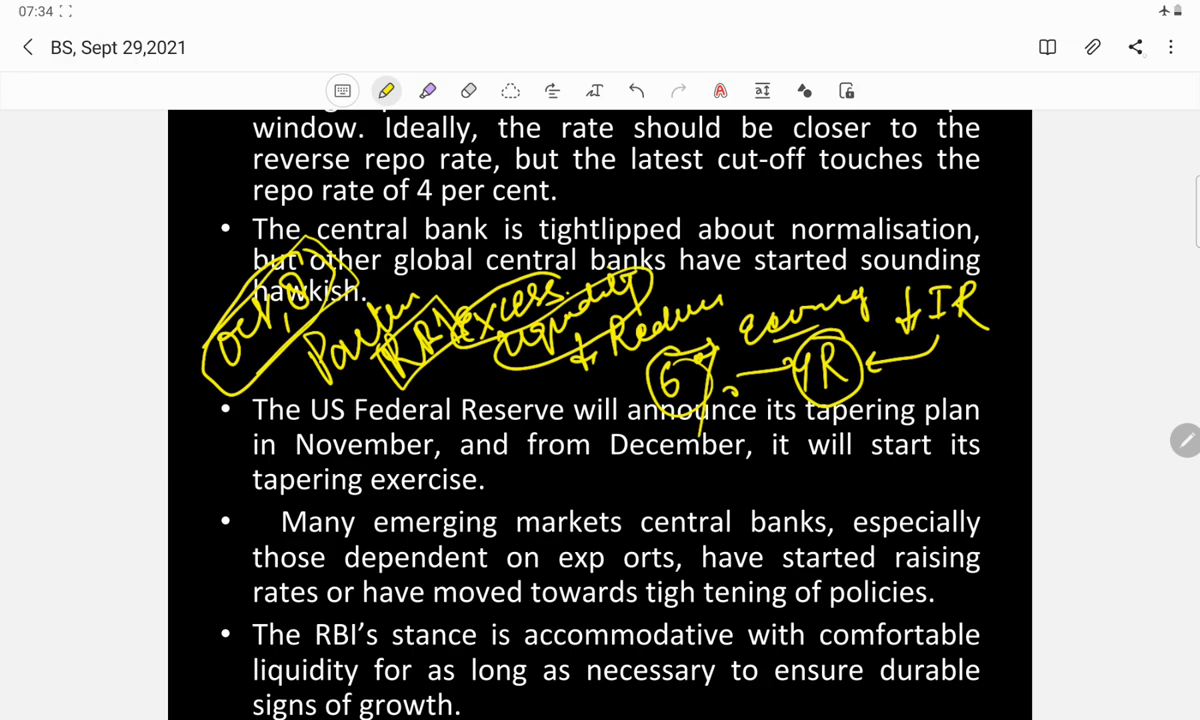 07:34
BS, Sept 29,2021
window. Ideally, the rate should be closer to the
reverse repo rate, but the latest cut-off touches the
repo rate of 4 per cent.
• The central bank is tightlipped about normalisation,
but other global central banks have started sounding
hawkish.
Oct, 8
RBI excess liquidity
Reduces
Economy
IR
6
• The US Federal Reserve will announce its tapering plan
in November, and from December, it will start its
tapering exercise.
• Many emerging markets central banks, especially
those dependent on exp orts, have started raising
rates or have moved towards tigh tening of policies.
• The RBI’s stance is accommodative with comfortable
liquidity for as long as necessary to ensure durable
signs of growth.